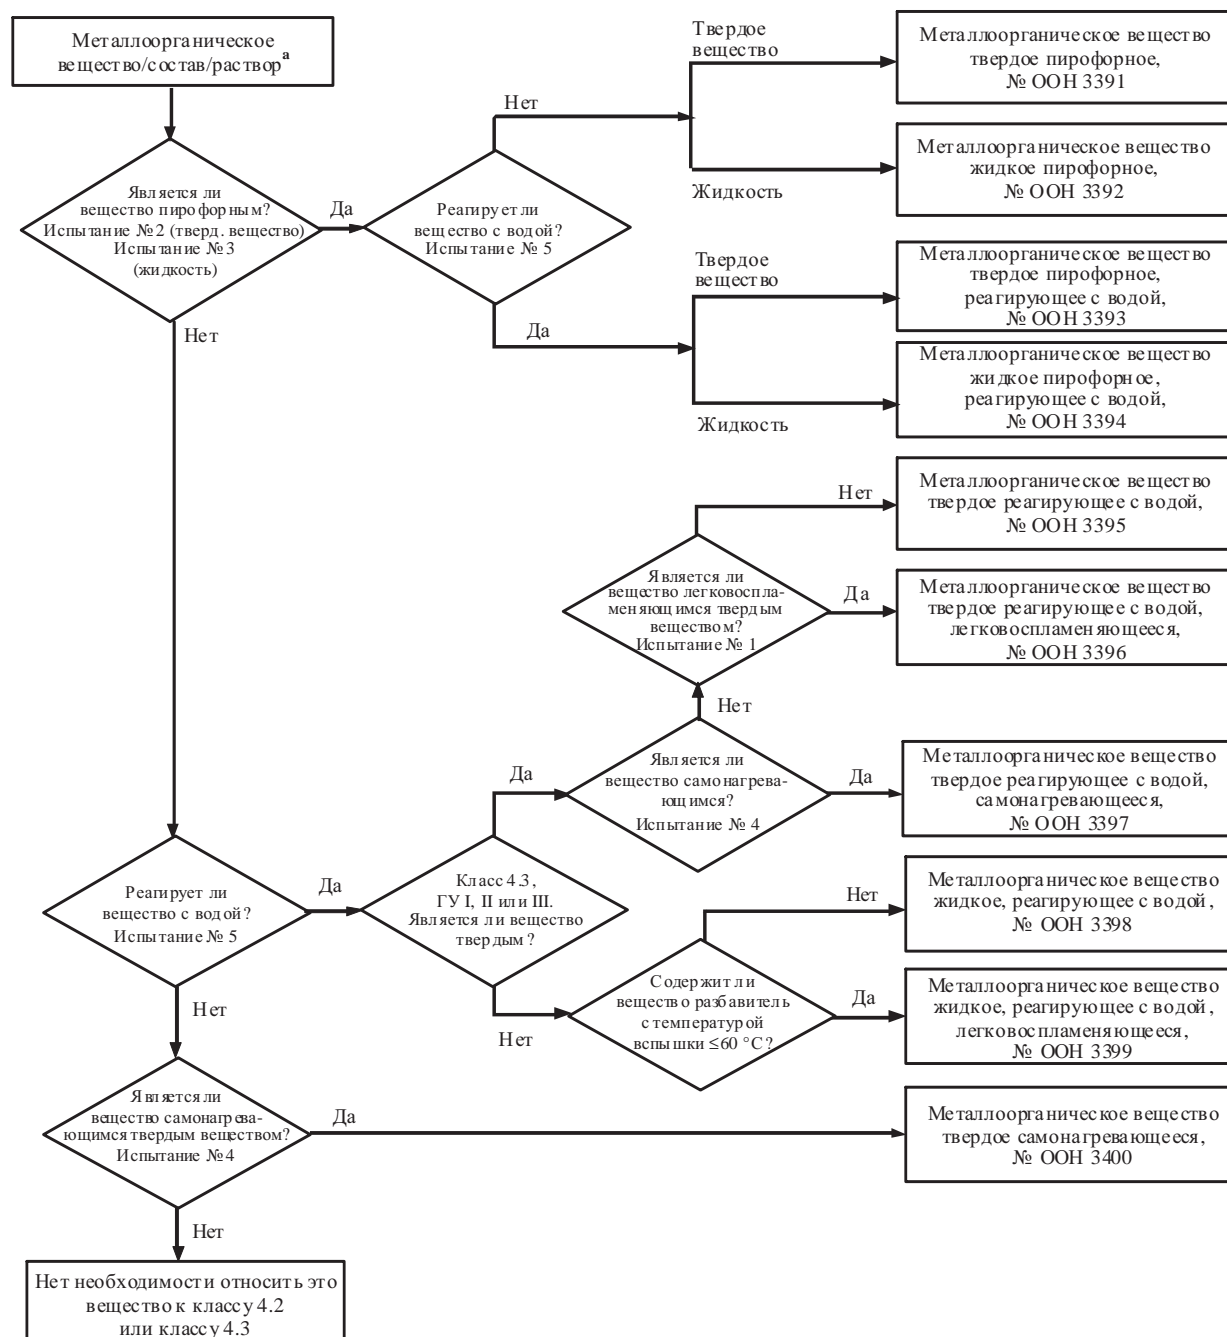 Металлоорганическое
вещество/состав/раствор a
Является ли
вещество пирофорным?
Испытание №2 (тверд. вещество)
Испытание №3
(жидкость)
Да
Нет
Реагирует ли
вещество с водой?
Испытание № 5
Нет
Твердое
вещество
Металлоорганическое вещество
твердое пирофорное,
№ ООН 3391
Жидкость
Металлоорганическое вещество
жидкое пирофорное,
№ ООН 3392
Да
Твердое
вещество
Металлоорганическое вещество
твердое пирофорное,
реагирующее с водой,
№ ООН 3393
Жидкость
Металлоорганическое вещество
жидкое пирофорное,
реагирующее с водой,
№ ООН 3394
Нет
Металлоорганическое вещество
твердое реагирующее с водой,
№ ООН 3395
Является ли
вещество легковоспла-
меняющимся твердым
веществом?
Испытание № 1
Да
Металлоорганическое вещество
твердое реагирующее с водой,
легковоспламеняющееся,
№ ООН 3396
Нет
Является ли
вещество самонагрева-
ющимся?
Испытание № 4
Да
Металлоорганическое вещество
твердое реагирующее с водой,
самонагревающееся,
№ ООН 3397
Да
Реагирует ли
вещество с водой?
Испытание № 5
Да
Класс 4.3,
ГУ I, II или III.
Является ли вещество
твердым?
Нет
Металлоорганическое вещество
жидкое, реагирующее с водой,
№ ООН 3398
Нет
Содержит ли
вещество разбавитель
с температурой
вспышки ≤60 °C?
Да
Металлоорганическое вещество
жидкое, реагирующее с водой,
легковоспламеняющееся,
№ ООН 3399
Нет
Является ли
вещество самонагрева-
ющимся твердым веществом?
Испытание №4
Да
Металлоорганическое вещество
твердое самонагревающееся,
№ ООН 3400
Нет
Нет необходимости относить это
вещество к классу 4.2
или классу 4.3